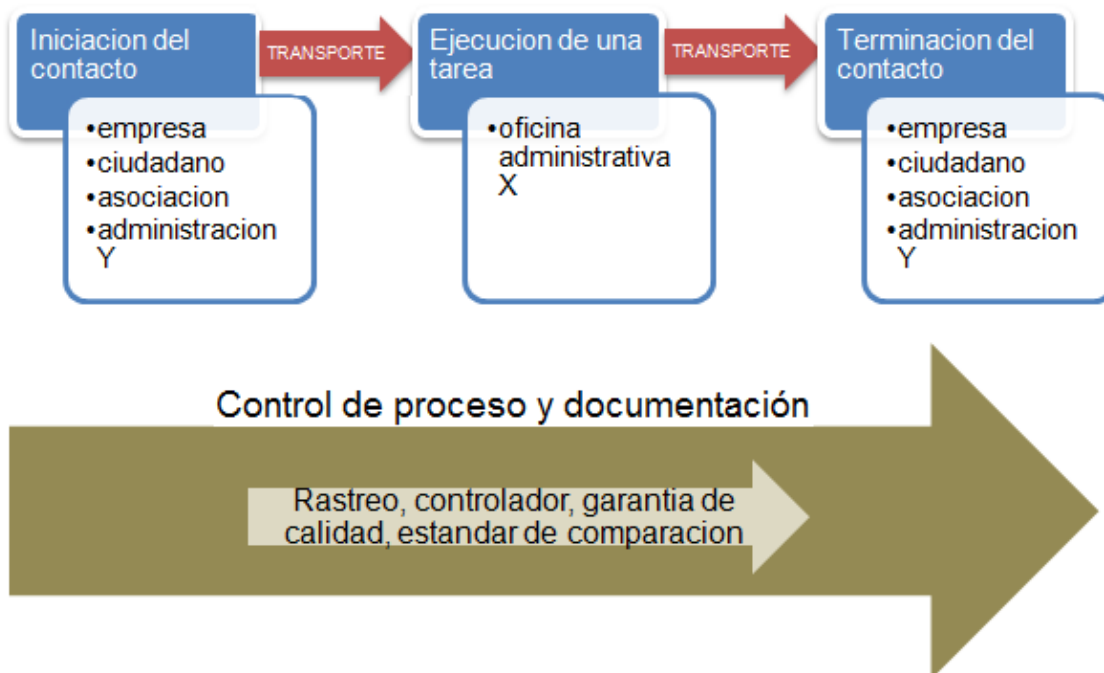 Iniciacion del
contacto
TRANSPORTE
Ejecucion de una
tarea
TRANSPORTE
Terminacion del
contacto
•empresa
•ciudadano
•asociacion
•administracion
Y
•oficina
administrativa
X
•empresa
•ciudadano
•asociacion
•administracion
Y
Control de proceso y documentación
Rastreo, controlador, garantia de
calidad, estandar de comparacion